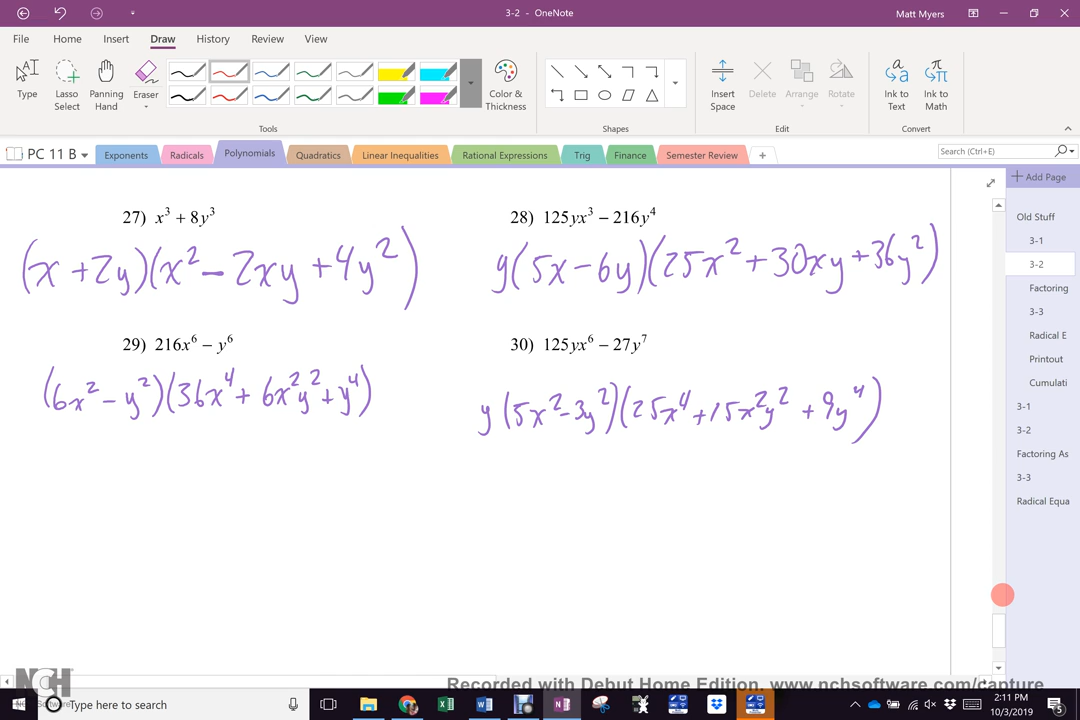 3-2 - OneNote
Matt Myers
File Home Insert Draw History Review View
Type
Lasso Select
Panning Hand
Eraser
Color & Thickness
Insert Space
Delete
Arrange
Rotate
Ink to Text
Ink to Math
Tools
Shapes
Edit
Convert
PC 11 B
Exponents Radicals Polynomials Quadratics Linear Inequalities Rational Expressions Trig Finance Semester Review +
Search (Ctrl+E)
+ Add Page
Old Stuff
3-1
3-2
Factoring
3-3
Radical E
Printout
Cumulati
3-1
3-2
Factoring As
3-3
Radical Equa
27) x³ + 8y³
(x + 2y)(x² - 2xy + 4y²)
28) 125yx³ − 216y⁴
y(5x - 6y)(25x² + 30xy + 36y²)
29) 216x⁶ − y⁶
(6x² - y²)(36x⁴ + 6x²y² + y⁴)
30) 125yx⁶ − 27y⁷
y(5x² - 3y²)(25x⁴ + 15x²y² + 9y⁴)
NCH
NCH Software
Recorded with Debut Home Edition. www.nchsoftware.com/capture
Type here to search
2:11 PM
10/3/2019
5